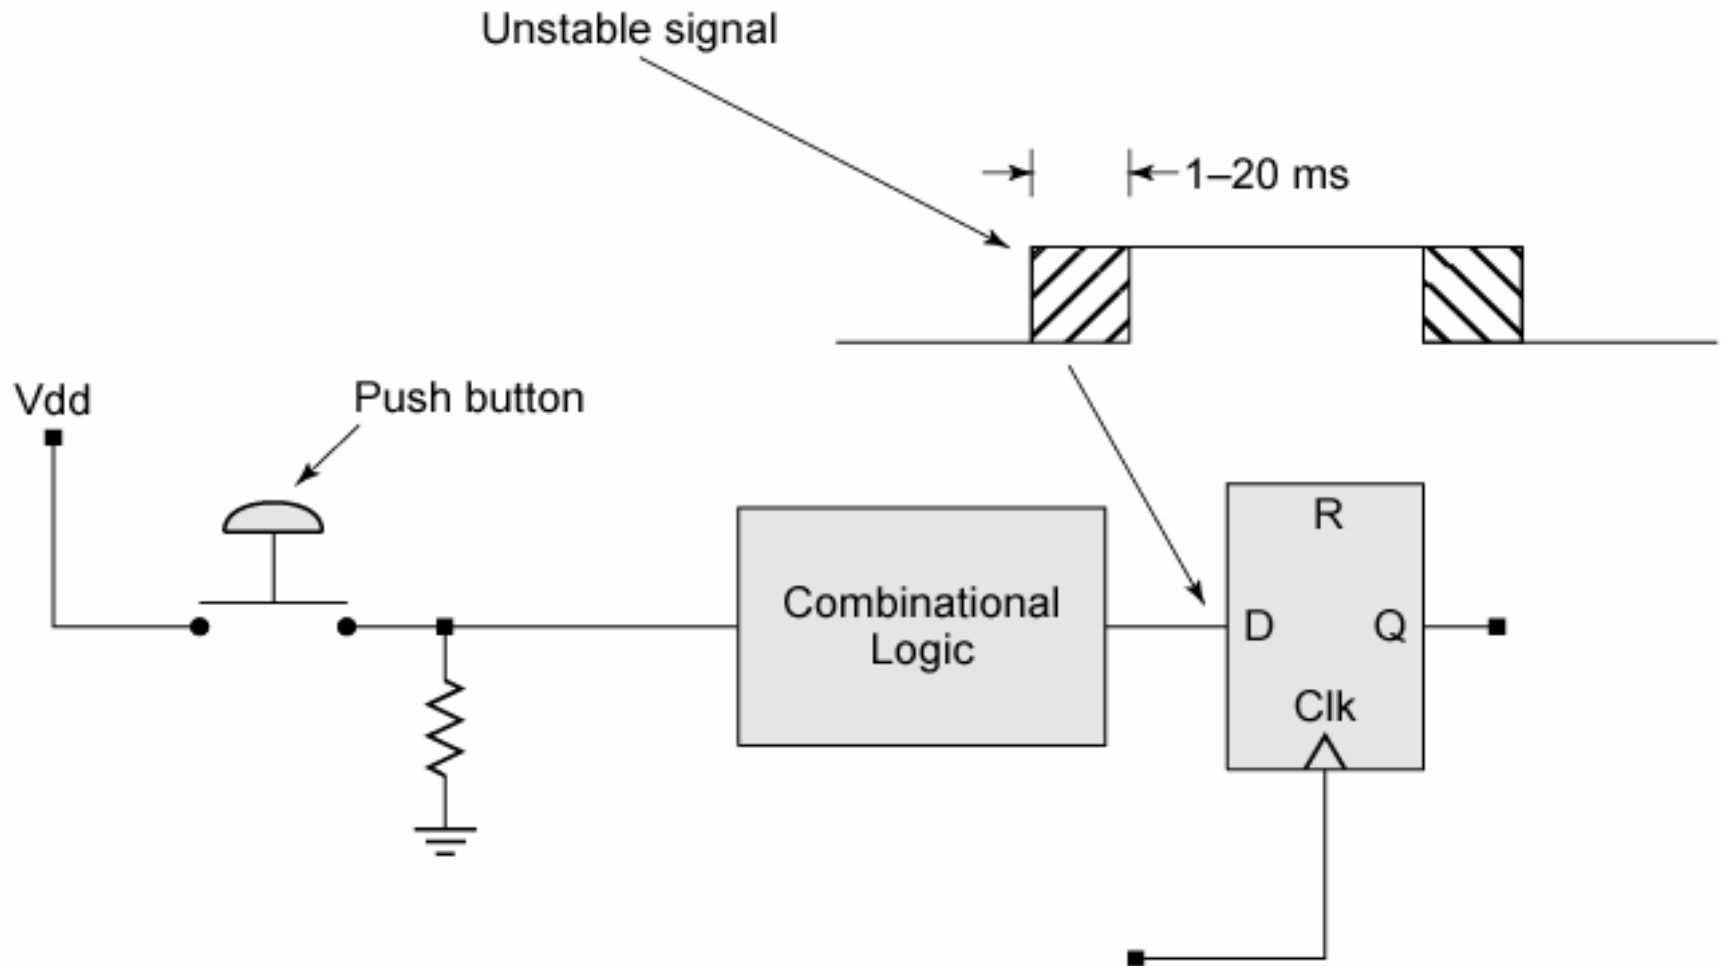 Unstable signal
1–20 ms
Vdd
Push button
R
Combinational
Logic
D
Q
Clk